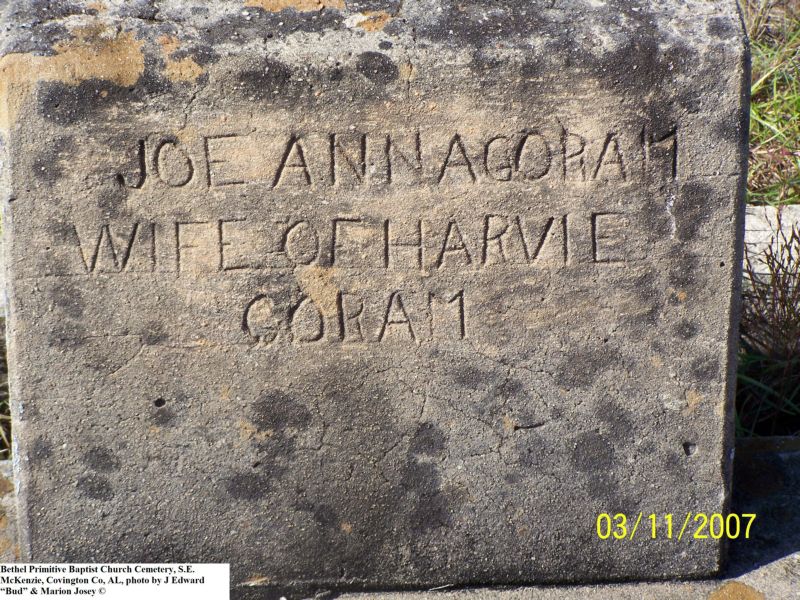 JOE ANNA GORAM
WIFE OF HARVIE
GORAM
03/11/2007
Bethel Primitive Baptist Church Cemetery, S.E.
McKenzie, Covington Co, AL, photo by J Edward
“Bud” & Marion Josey ©